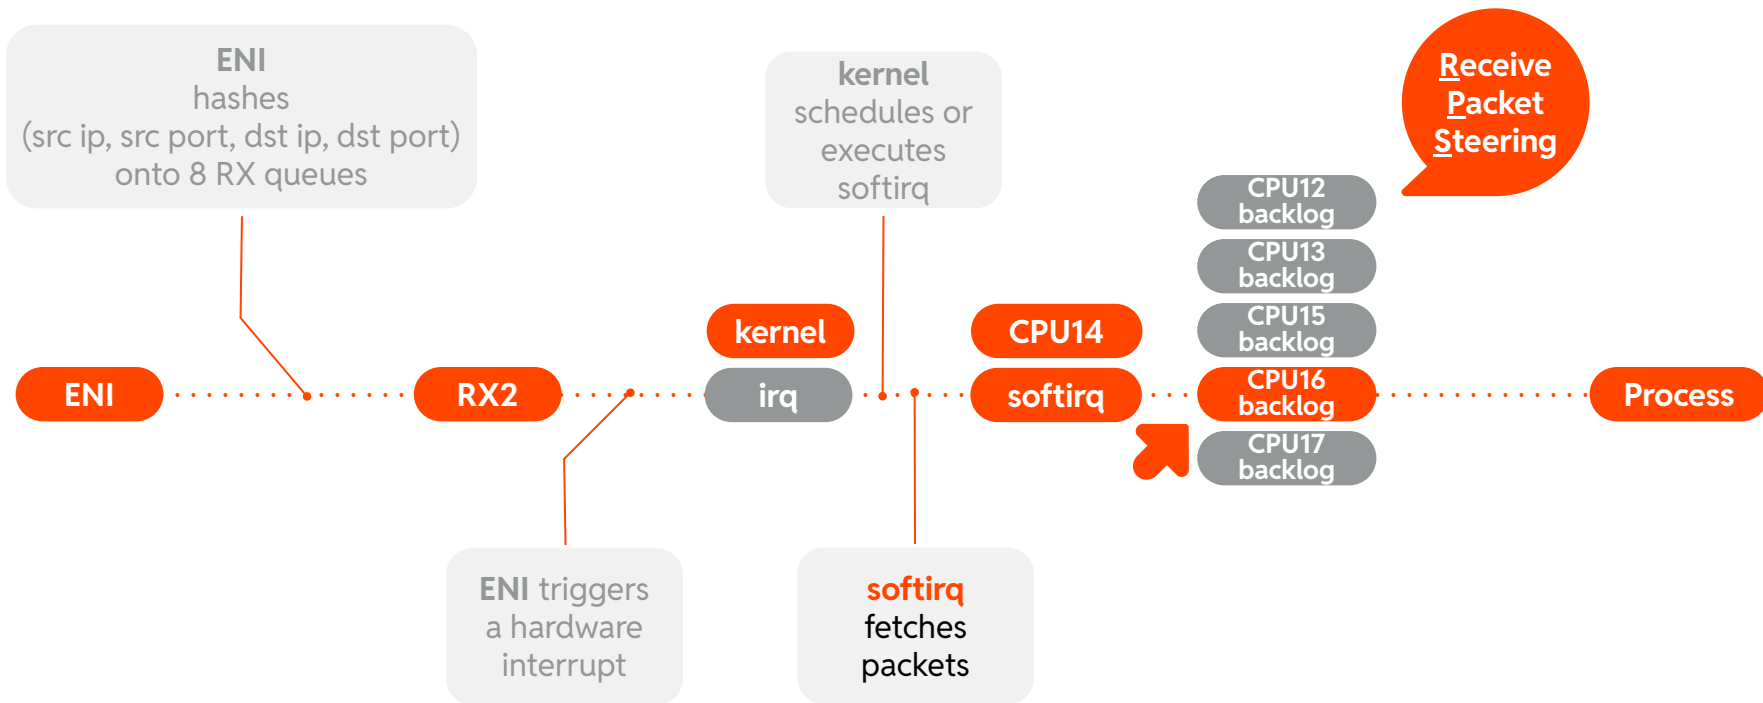 ENI
hashes
(src ip, src port, dst ip, dst port)
onto 8 RX queues
kernel
schedules or
executes
softirq
Receive
Packet
Steering
CPU12
backlog
CPU13
backlog
CPU15
backlog
kernel
CPU14
ENI
RX2
irq
softirq
CPU16
backlog
Process
CPU17
backlog
ENI triggers
a hardware
interrupt
softirq
fetches
packets